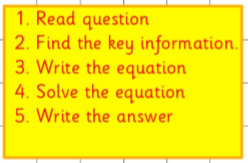 1. Read question
2. Find the key information.
3. Write the equation
4. Solve the equation
5. Write the answer